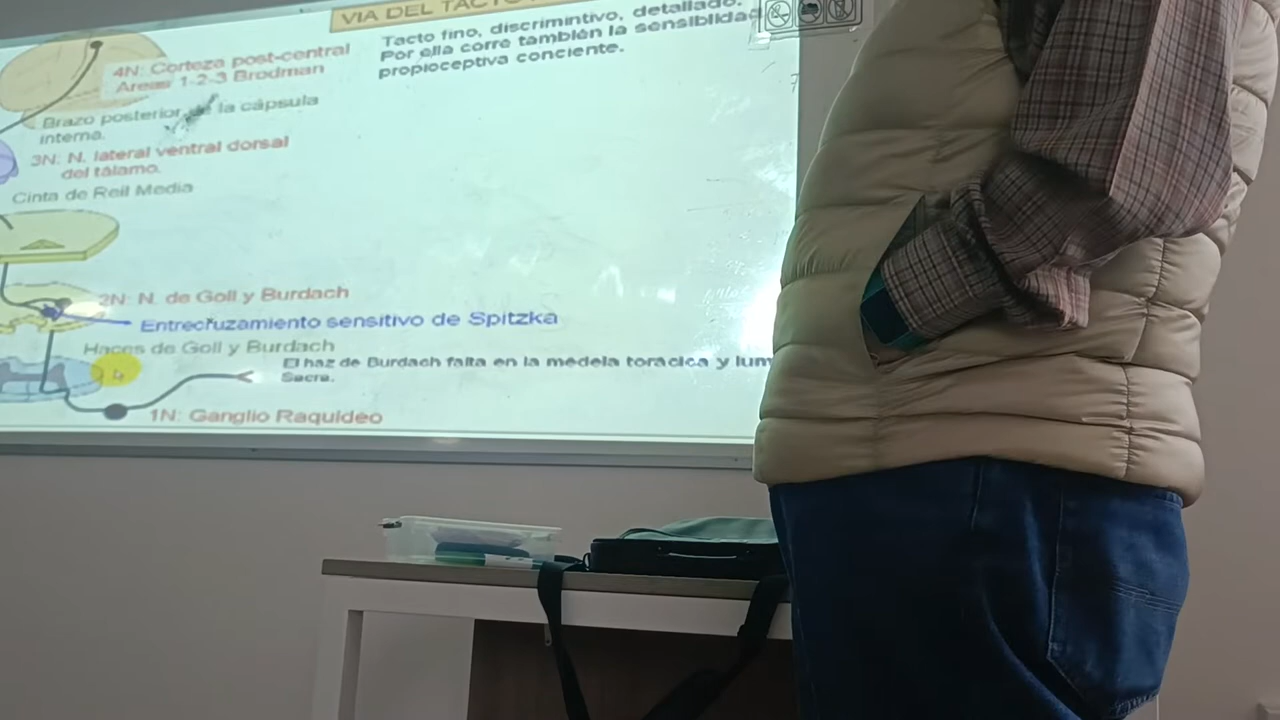 VIA DEL TACTO
Tacto fino, discrimintivo, detallado.
Por ella corre también la sensibilidad
propioceptiva conciente.
4N: Corteza post-central
Areas 1-2-3 Brodman
Brazo posterior de la cápsula
interna.
3N: N. lateral ventral dorsal
del tálamo.
Cinta de Reil Media
2N: N. de Goll y Burdach
Entrecruzamiento sensitivo de Spitzka
Haces de Goll y Burdach
El haz de Burdach falta en la medela torácica y lum
Sacra.
1N: Ganglio Raquideo